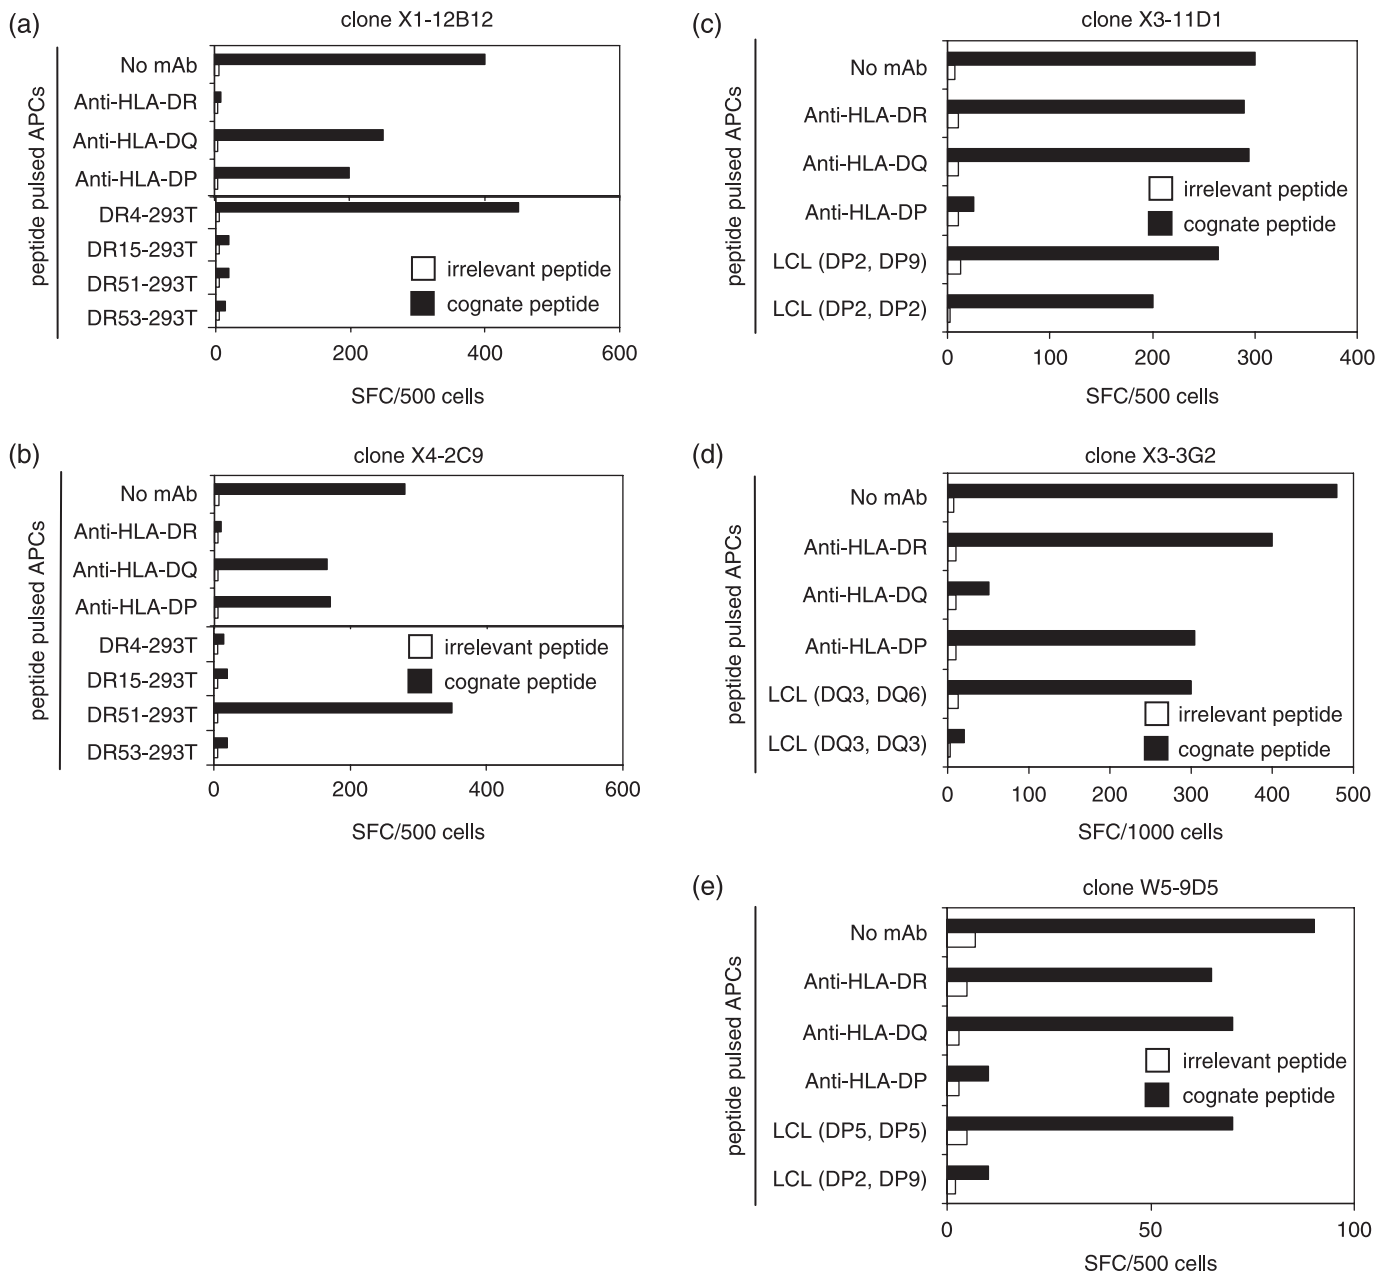 (a)
clone X1-12B12
peptide pulsed APCs
No mAb
Anti-HLA-DR
Anti-HLA-DQ
Anti-HLA-DP
DR4-293T
DR15-293T
DR51-293T
DR53-293T
irrelevant peptide
cognate peptide
0 200 400 600
SFC/500 cells
(b)
clone X4-2C9
peptide pulsed APCs
No mAb
Anti-HLA-DR
Anti-HLA-DQ
Anti-HLA-DP
DR4-293T
DR15-293T
DR51-293T
DR53-293T
irrelevant peptide
cognate peptide
0 200 400 600
SFC/500 cells
(c)
clone X3-11D1
peptide pulsed APCs
No mAb
Anti-HLA-DR
Anti-HLA-DQ
Anti-HLA-DP
LCL (DP2, DP9)
LCL (DP2, DP2)
irrelevant peptide
cognate peptide
0 100 200 300 400
SFC/500 cells
(d)
clone X3-3G2
peptide pulsed APCs
No mAb
Anti-HLA-DR
Anti-HLA-DQ
Anti-HLA-DP
LCL (DQ3, DQ6)
LCL (DQ3, DQ3)
irrelevant peptide
cognate peptide
0 100 200 300 400 500
SFC/1000 cells
(e)
clone W5-9D5
peptide pulsed APCs
No mAb
Anti-HLA-DR
Anti-HLA-DQ
Anti-HLA-DP
LCL (DP5, DP5)
LCL (DP2, DP9)
irrelevant peptide
cognate peptide
0 50 100
SFC/500 cells